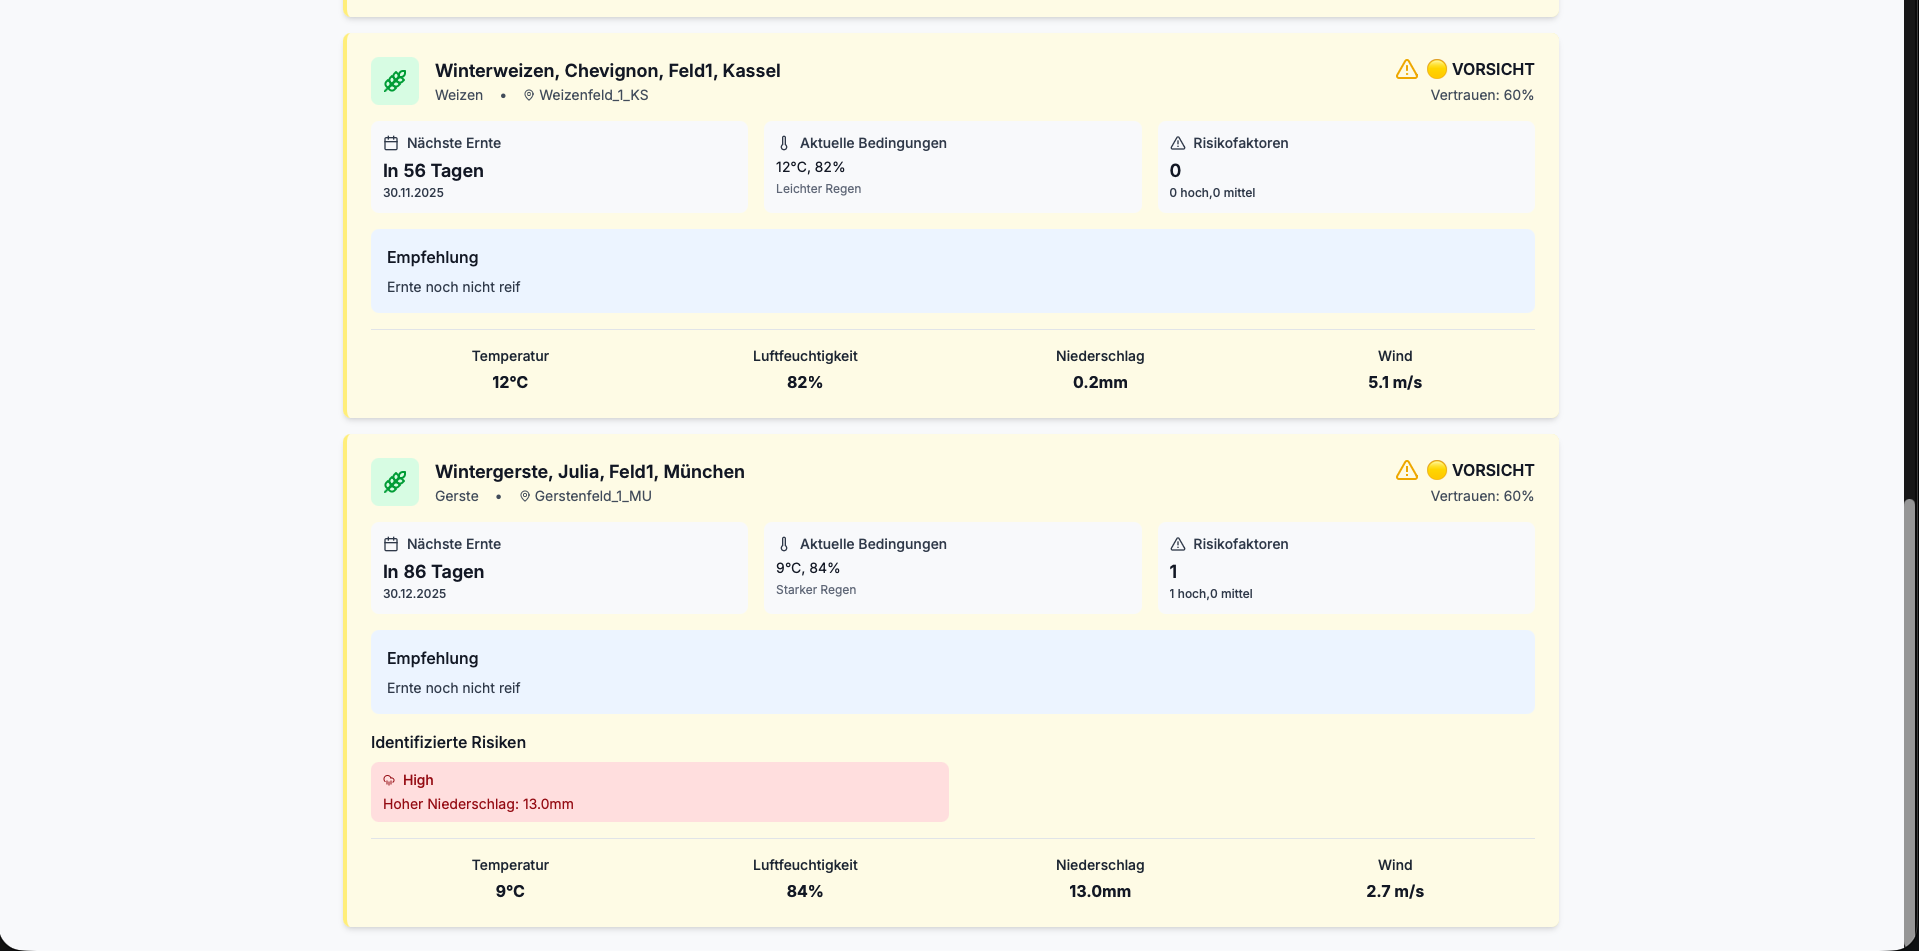 Winterweizen, Chevignon, Feld1, Kassel
Weizen • Weizenfeld_1_KS
VORSICHT
Vertrauen: 60%
Nächste Ernte
In 56 Tagen
30.11.2025
Aktuelle Bedingungen
12°C, 82%
Leichter Regen
Risikofaktoren
0
0 hoch,0 mittel
Empfehlung
Ernte noch nicht reif
Temperatur
12°C
Luftfeuchtigkeit
82%
Niederschlag
0.2mm
Wind
5.1 m/s
Wintergerste, Julia, Feld1, München
Gerste • Gerstenfeld_1_MU
VORSICHT
Vertrauen: 60%
Nächste Ernte
In 86 Tagen
30.12.2025
Aktuelle Bedingungen
9°C, 84%
Starker Regen
Risikofaktoren
1
1 hoch,0 mittel
Empfehlung
Ernte noch nicht reif
Identifizierte Risiken
High
Hoher Niederschlag: 13.0mm
Temperatur
9°C
Luftfeuchtigkeit
84%
Niederschlag
13.0mm
Wind
2.7 m/s